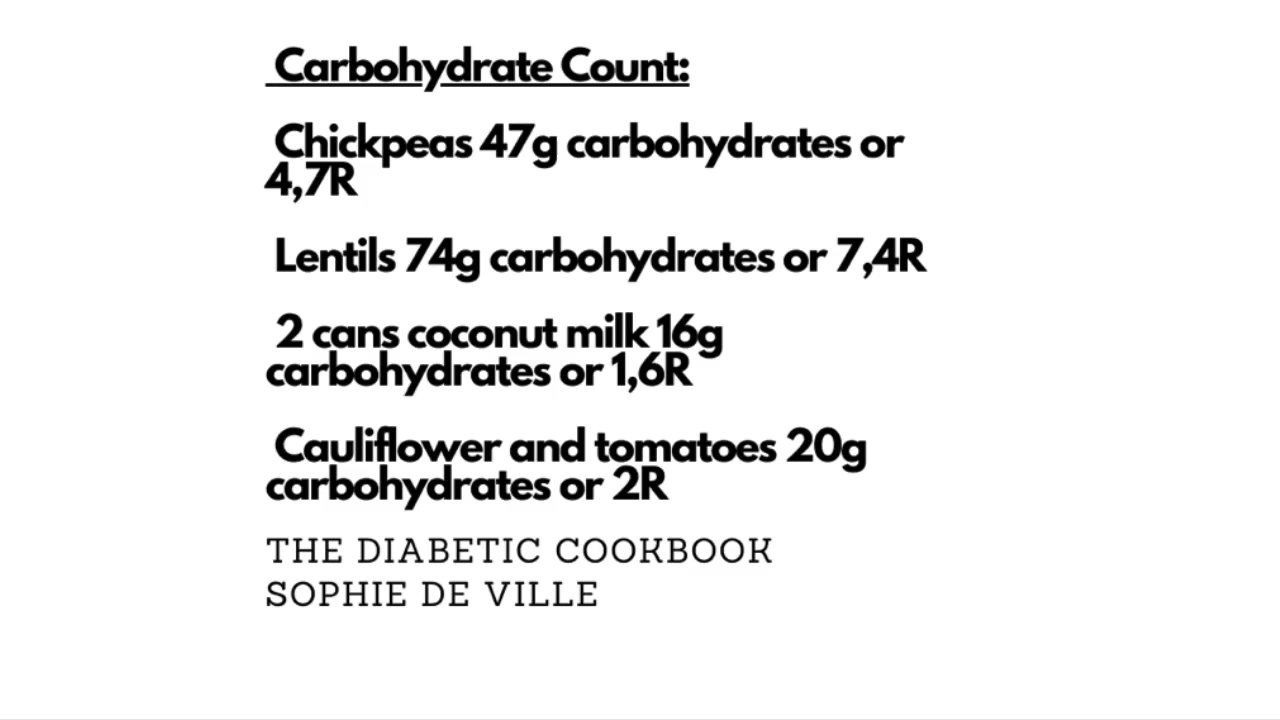 Carbohydrate Count:
Chickpeas 47g carbohydrates or
4,7R
Lentils 74g carbohydrates or 7,4R
2 cans coconut milk 16g
carbohydrates or 1,6R
Cauliflower and tomatoes 20g
carbohydrates or 2R
THE DIABETIC COOKBOOK
SOPHIE DE VILLE